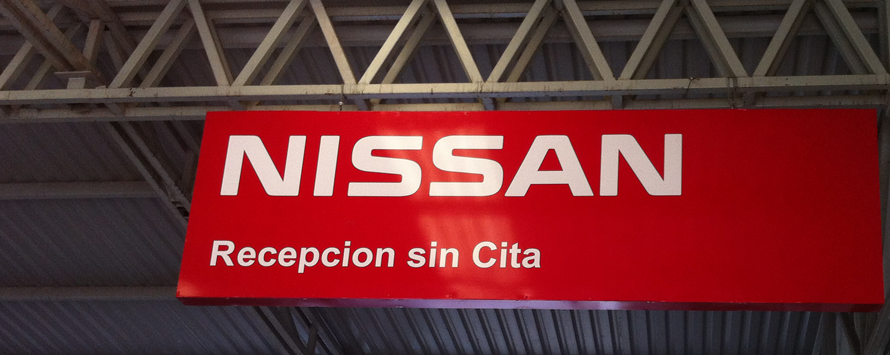 NISSAN
Recepcion sin Cita